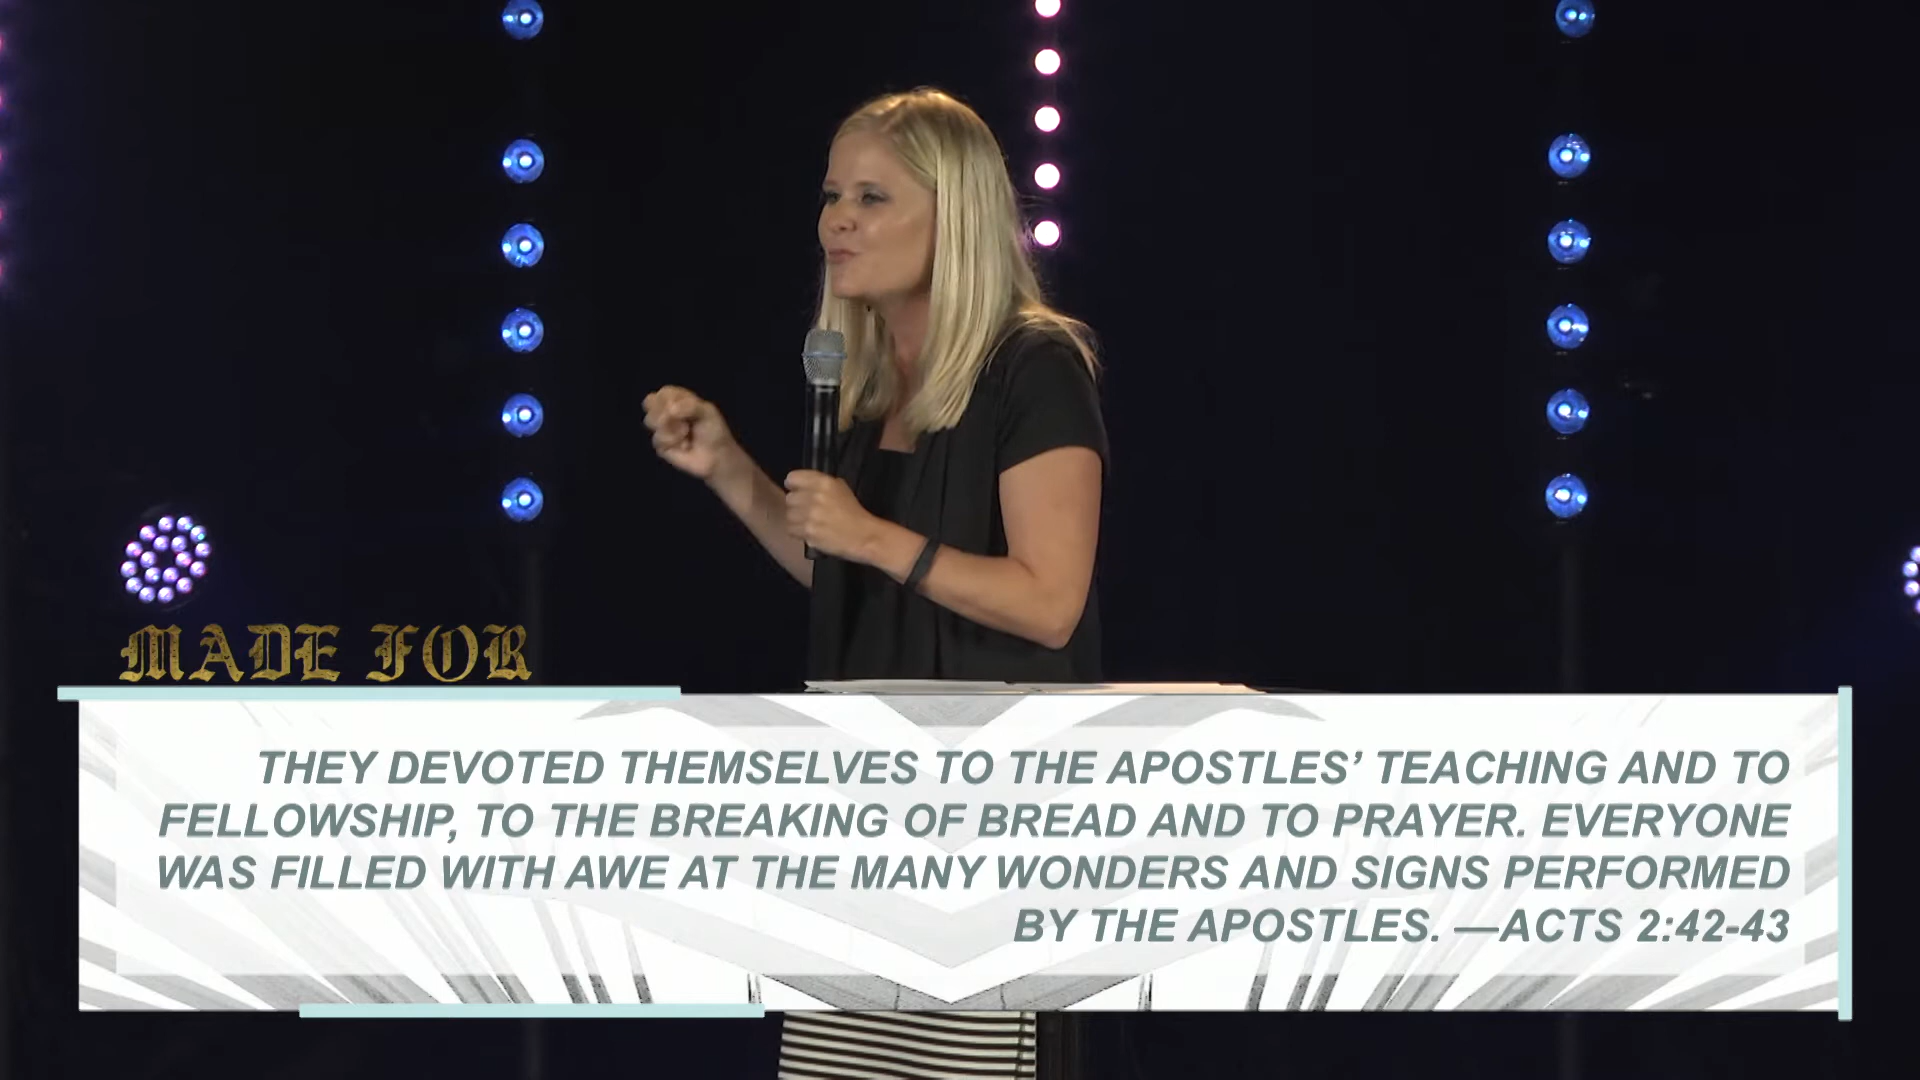 MADE FOR
THEY DEVOTED THEMSELVES TO THE APOSTLES’ TEACHING AND TO
FELLOWSHIP, TO THE BREAKING OF BREAD AND TO PRAYER. EVERYONE
WAS FILLED WITH AWE AT THE MANY WONDERS AND SIGNS PERFORMED
BY THE APOSTLES. —ACTS 2:42-43